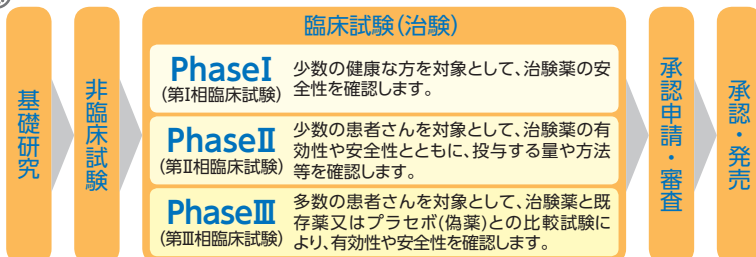 基礎研究
非臨床試験
臨床試験(治験)
PhaseⅠ
(第Ⅰ相臨床試験)
少数の健康な方を対象として、治験薬の安
全性を確認します。
PhaseⅡ
(第Ⅱ相臨床試験)
少数の患者さんを対象として、治験薬の有
効性や安全性とともに、投与する量や方法
等を確認します。
PhaseⅢ
(第Ⅲ相臨床試験)
多数の患者さんを対象として、治験薬と既
存薬又はプラセボ(偽薬)との比較試験に
より、有効性や安全性を確認します。
承認申請・審査
承認・発売